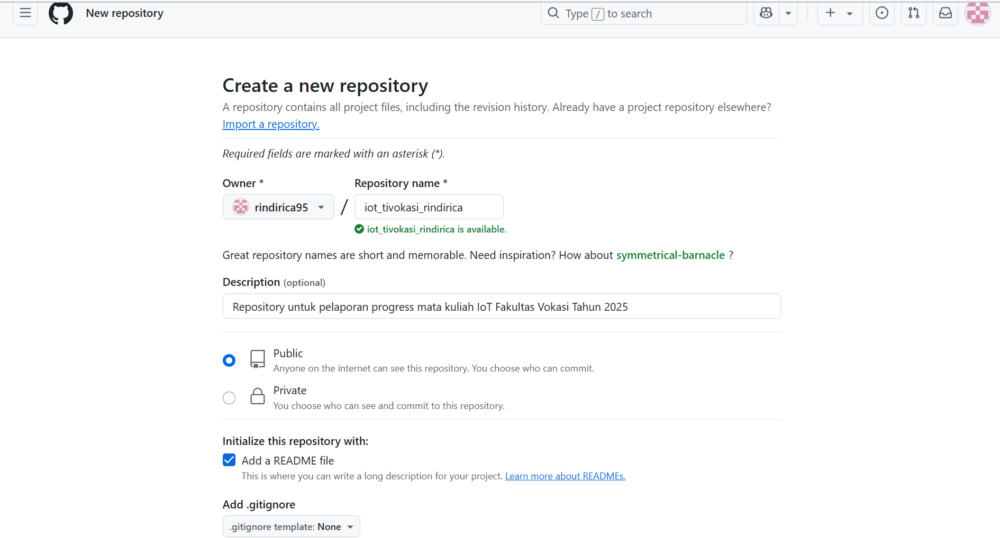 New repository
Type / to search
Create a new repository
A repository contains all project files, including the revision history. Already have a project repository elsewhere?
Import a repository.
Required fields are marked with an asterisk (*).
Owner *
Repository name *
rindirica95
/
iot_tivokasi_rindirica
iot_tivokasi_rindirica is available.
Great repository names are short and memorable. Need inspiration? How about symmetrical-barnacle ?
Description (optional)
Repository untuk pelaporan progress mata kuliah IoT Fakultas Vokasi Tahun 2025
Public
Anyone on the internet can see this repository. You choose who can commit.
Private
You choose who can see and commit to this repository.
Initialize this repository with:
Add a README file
This is where you can write a long description for your project. Learn more about READMEs.
Add .gitignore
.gitignore template: None